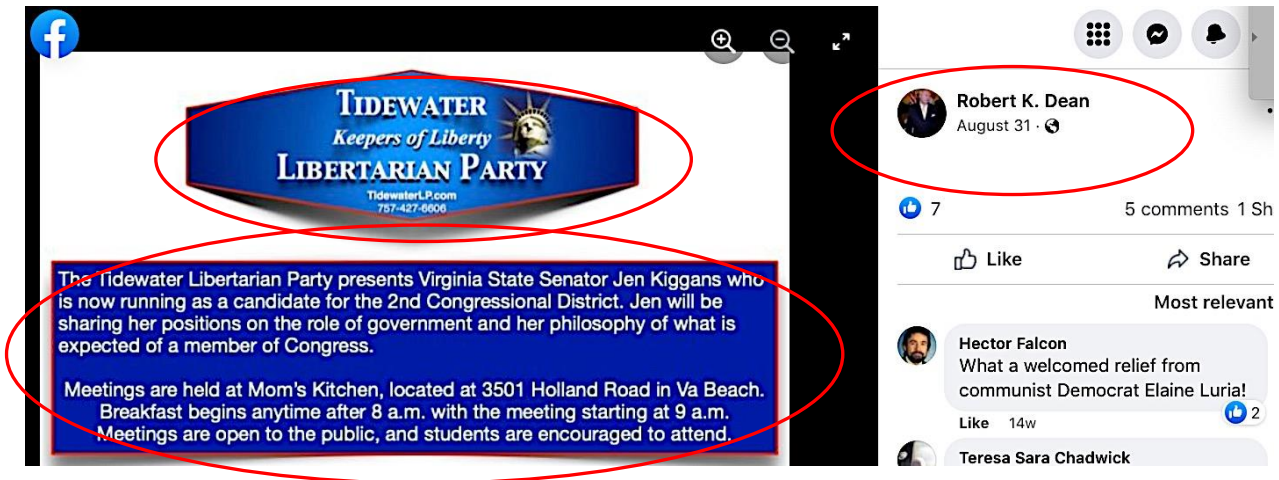 TIDEWATER
Keepers of Liberty
LIBERTARIAN PARTY
TidewaterLP.com
757-427-6606
The Tidewater Libertarian Party presents Virginia State Senator Jen Kiggans who
is now running as a candidate for the 2nd Congressional District. Jen will be
sharing her positions on the role of government and her philosophy of what is
expected of a member of Congress.
Meetings are held at Mom's Kitchen, located at 3501 Holland Road in Va Beach.
Breakfast begins anytime after 8 a.m. with the meeting starting at 9 a.m.
Meetings are open to the public, and students are encouraged to attend.
Robert K. Dean
August 31 ·
7
5 comments 1 Sh
Like
Share
Most relevant
Hector Falcon
What a welcomed relief from
communist Democrat Elaine Luria!
2
Like 14w
Teresa Sara Chadwick